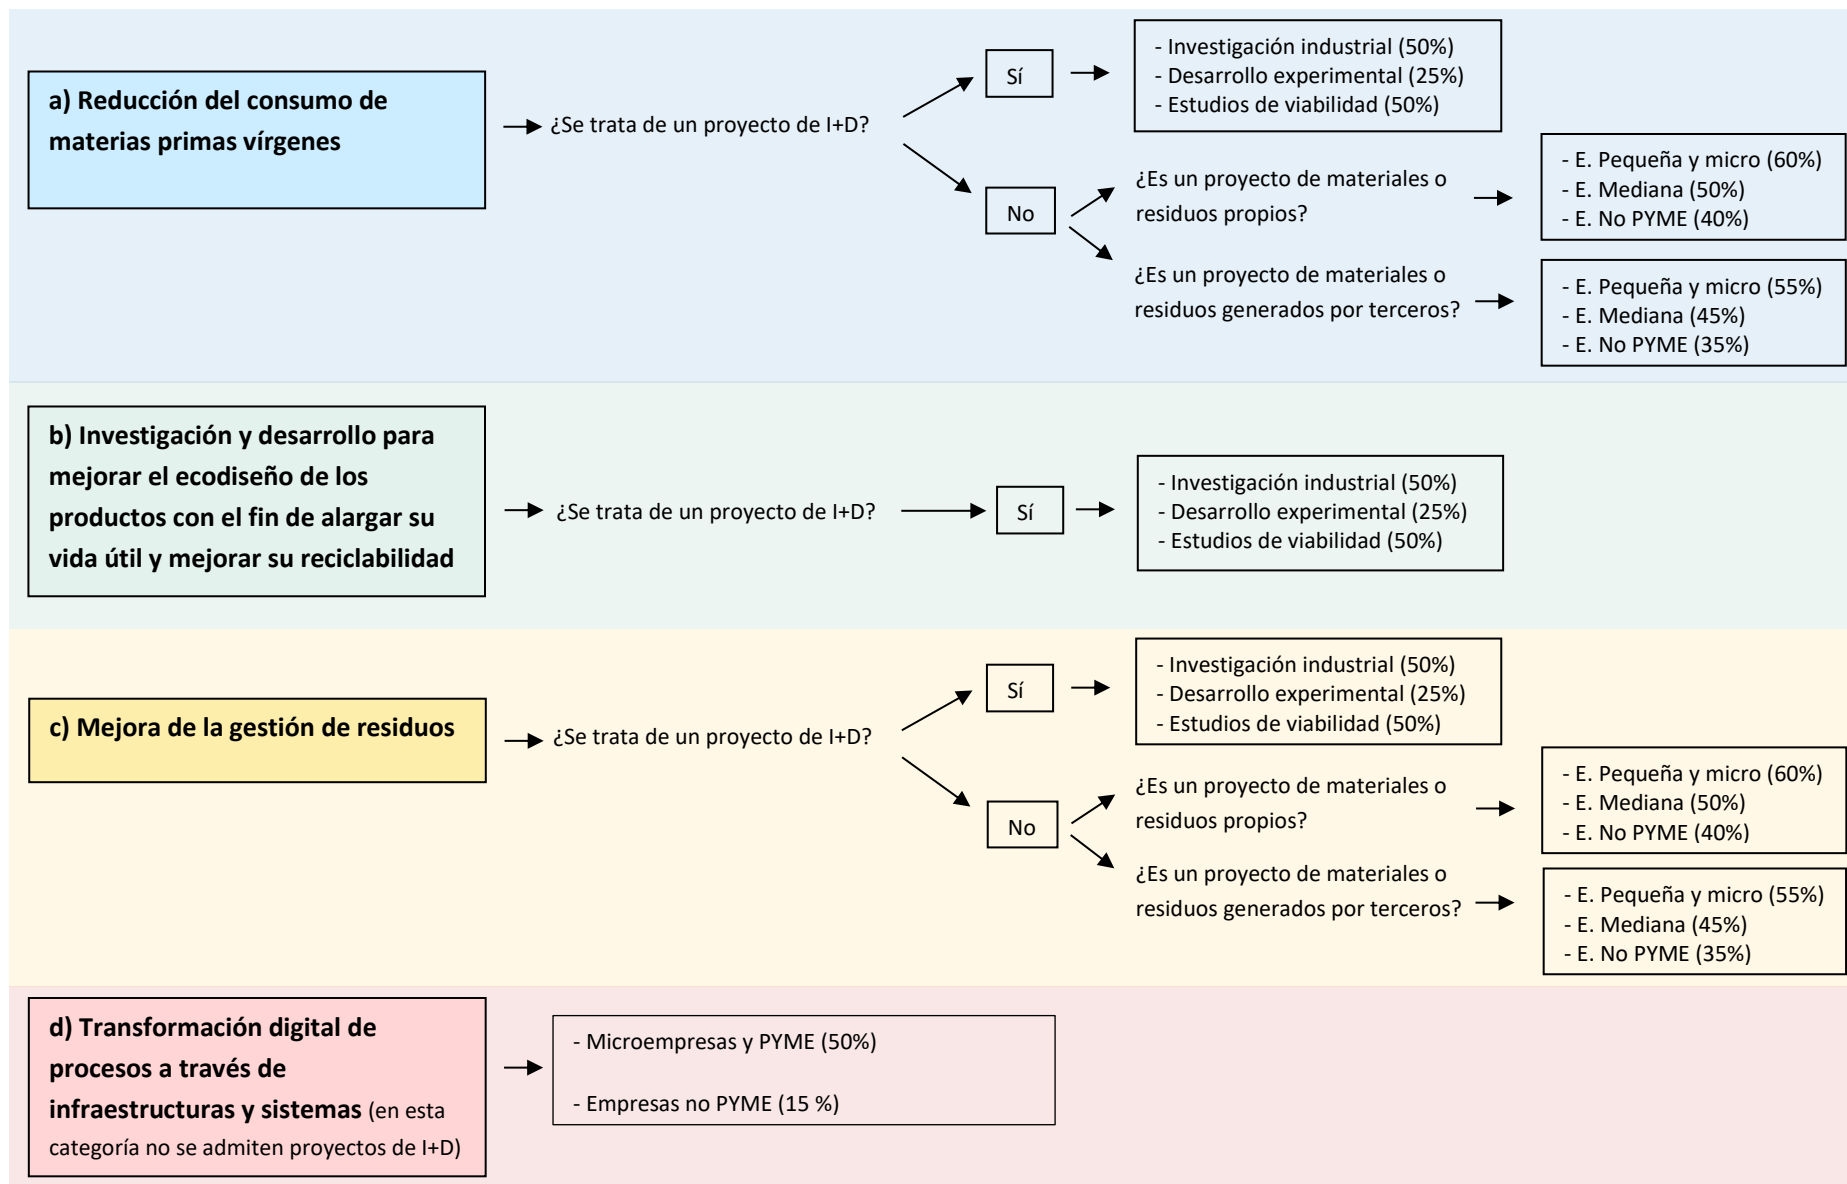 a) Reducción del consumo de
materias primas vírgenes
¿Se trata de un proyecto de I+D?
Sí
- Investigación industrial (50%)
- Desarrollo experimental (25%)
- Estudios de viabilidad (50%)
No
¿Es un proyecto de materiales o
residuos propios?
- E. Pequeña y micro (60%)
- E. Mediana (50%)
- E. No PYME (40%)
¿Es un proyecto de materiales o
residuos generados por terceros?
- E. Pequeña y micro (55%)
- E. Mediana (45%)
- E. No PYME (35%)
b) Investigación y desarrollo para
mejorar el ecodiseño de los
productos con el fin de alargar su
vida útil y mejorar su reciclabilidad
¿Se trata de un proyecto de I+D?
Sí
- Investigación industrial (50%)
- Desarrollo experimental (25%)
- Estudios de viabilidad (50%)
c) Mejora de la gestión de residuos
¿Se trata de un proyecto de I+D?
Sí
- Investigación industrial (50%)
- Desarrollo experimental (25%)
- Estudios de viabilidad (50%)
No
¿Es un proyecto de materiales o
residuos propios?
- E. Pequeña y micro (60%)
- E. Mediana (50%)
- E. No PYME (40%)
¿Es un proyecto de materiales o
residuos generados por terceros?
- E. Pequeña y micro (55%)
- E. Mediana (45%)
- E. No PYME (35%)
d) Transformación digital de
procesos a través de
infraestructuras y sistemas (en esta
categoría no se admiten proyectos de I+D)
- Microempresas y PYME (50%)
- Empresas no PYME (15 %)